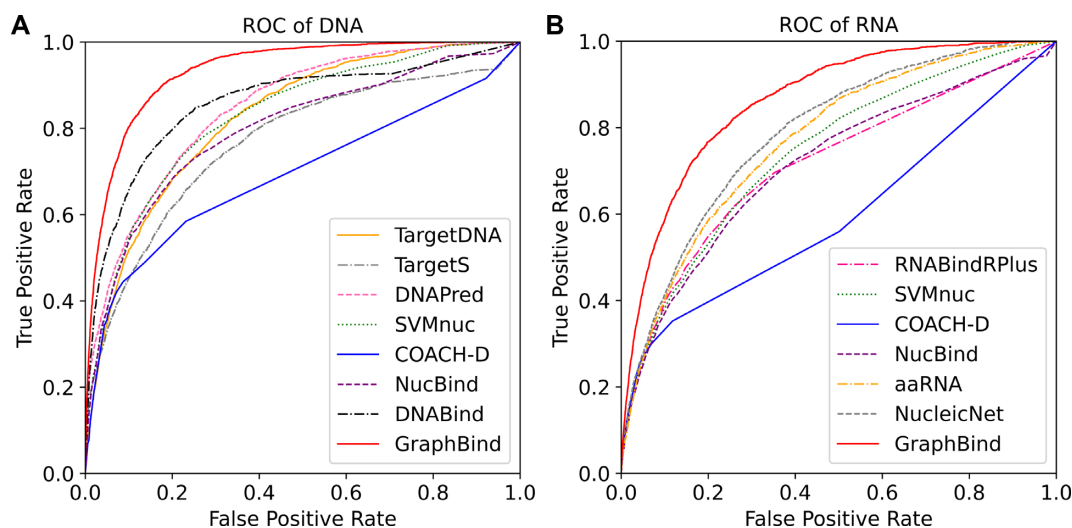 A
ROC of DNA
1.0
0.8
0.6
0.4
0.2
0.0
True Positive Rate
TargetDNA
TargetS
DNAPred
SVMnuc
COACH-D
NucBind
DNABind
GraphBind
0.0 0.2 0.4 0.6 0.8 1.0
False Positive Rate
B
ROC of RNA
1.0
0.8
0.6
0.4
0.2
0.0
True Positive Rate
RNABindRPlus
SVMnuc
COACH-D
NucBind
aaRNA
NucleicNet
GraphBind
0.0 0.2 0.4 0.6 0.8 1.0
False Positive Rate